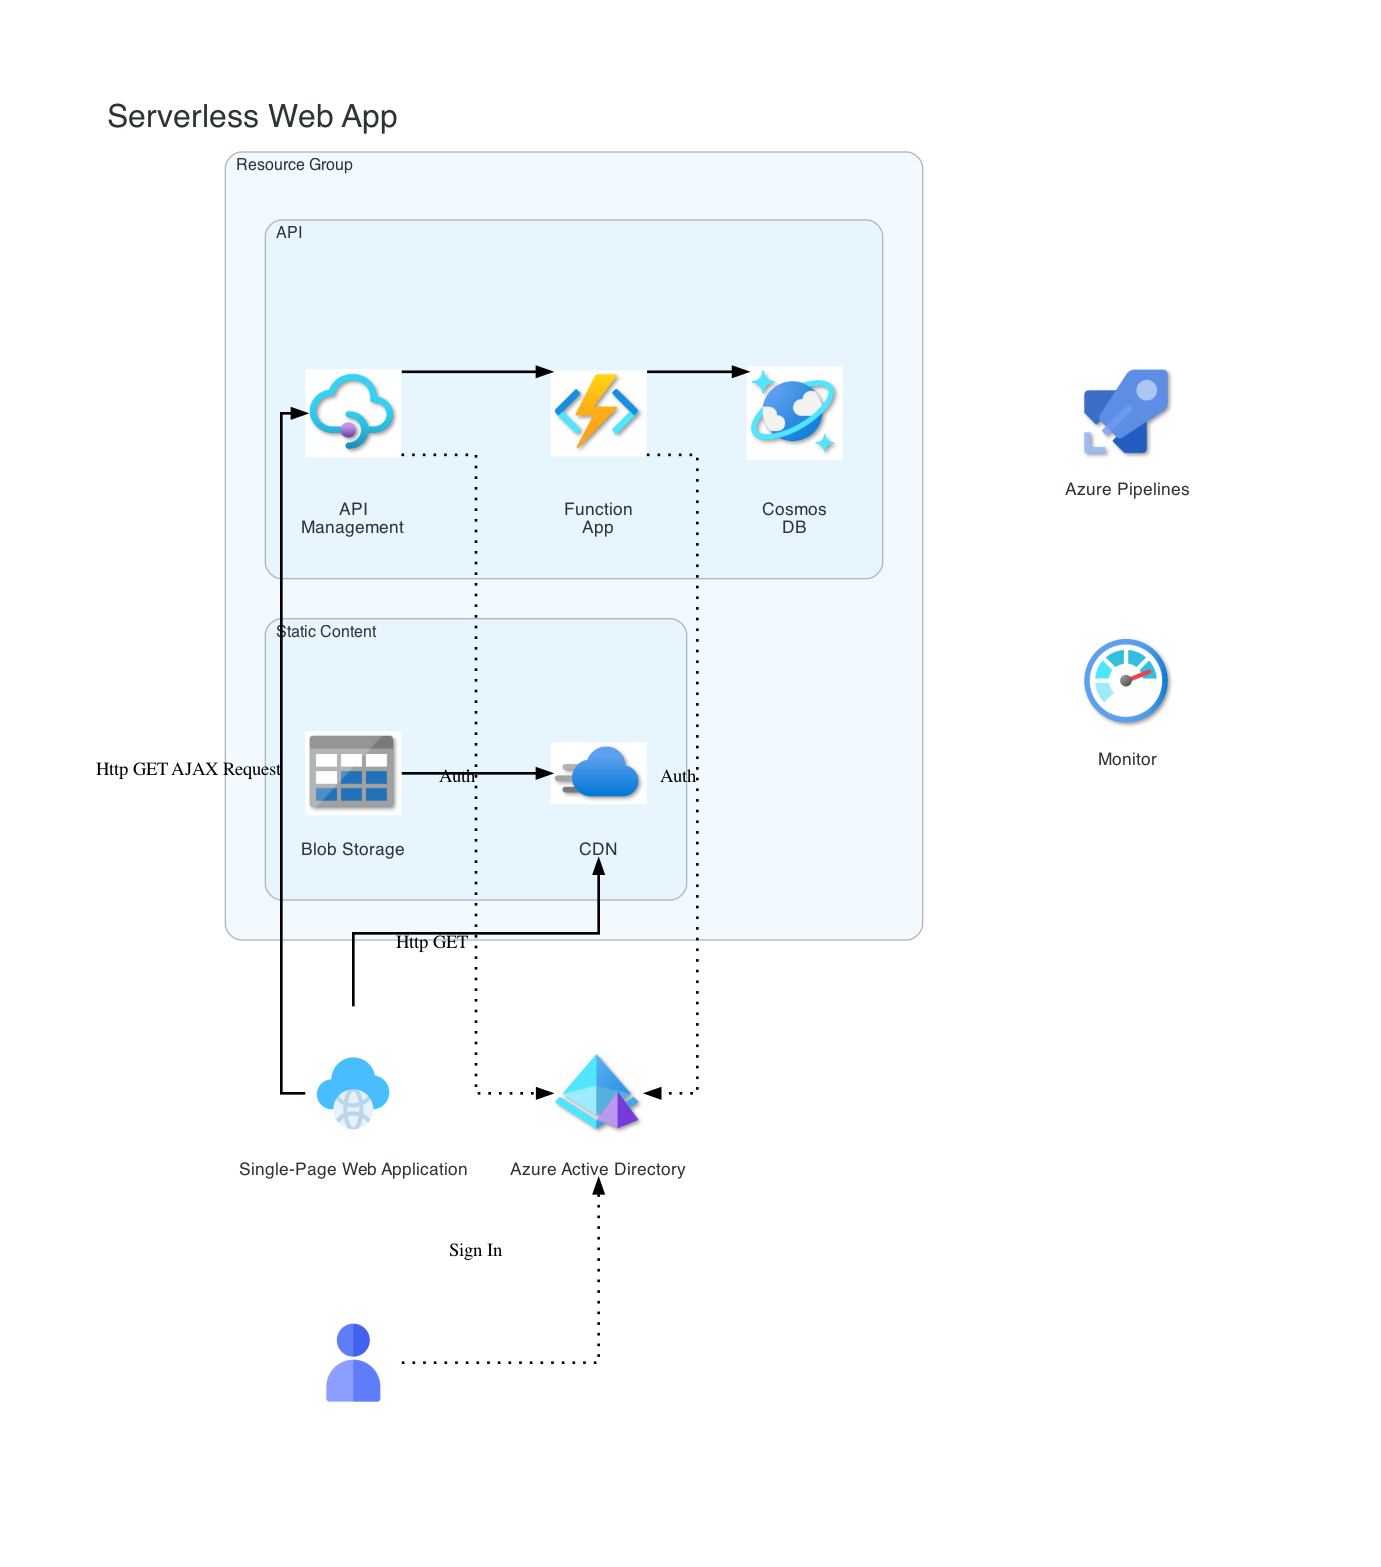 Serverless Web App
Resource Group
API
API
Management
Function
App
Cosmos
DB
Azure Pipelines
Static Content
Monitor
Http GET AJAX Request
Auth
Auth
Blob Storage
CDN
Http GET
Single-Page Web Application
Azure Active Directory
Sign In